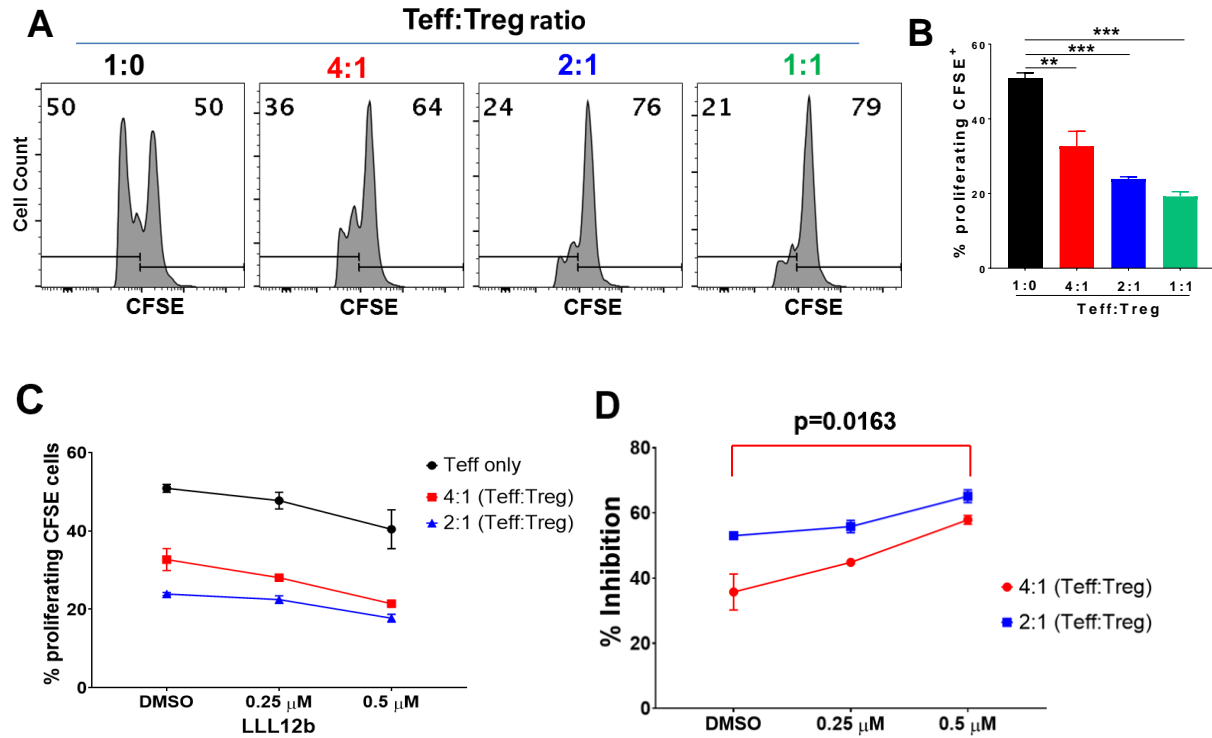 A
Teff:Treg ratio
1:0 4:1 2:1 1:1
50 50 36 64 24 76 21 79
Cell Count
CFSE CFSE CFSE CFSE
B
***
***
**
% proliferating CFSE+
60
40
20
0
1:0 4:1 2:1 1:1
Teff:Treg
C
% proliferating CFSE cells
60
40
20
0
DMSO 0.25 μM 0.5 μM
LLL12b
Teff only
4:1 (Teff:Treg)
2:1 (Teff:Treg)
D
p=0.0163
% Inhibition
80
60
40
20
0
DMSO 0.25 μM 0.5 μM
4:1 (Teff:Treg)
2:1 (Teff:Treg)